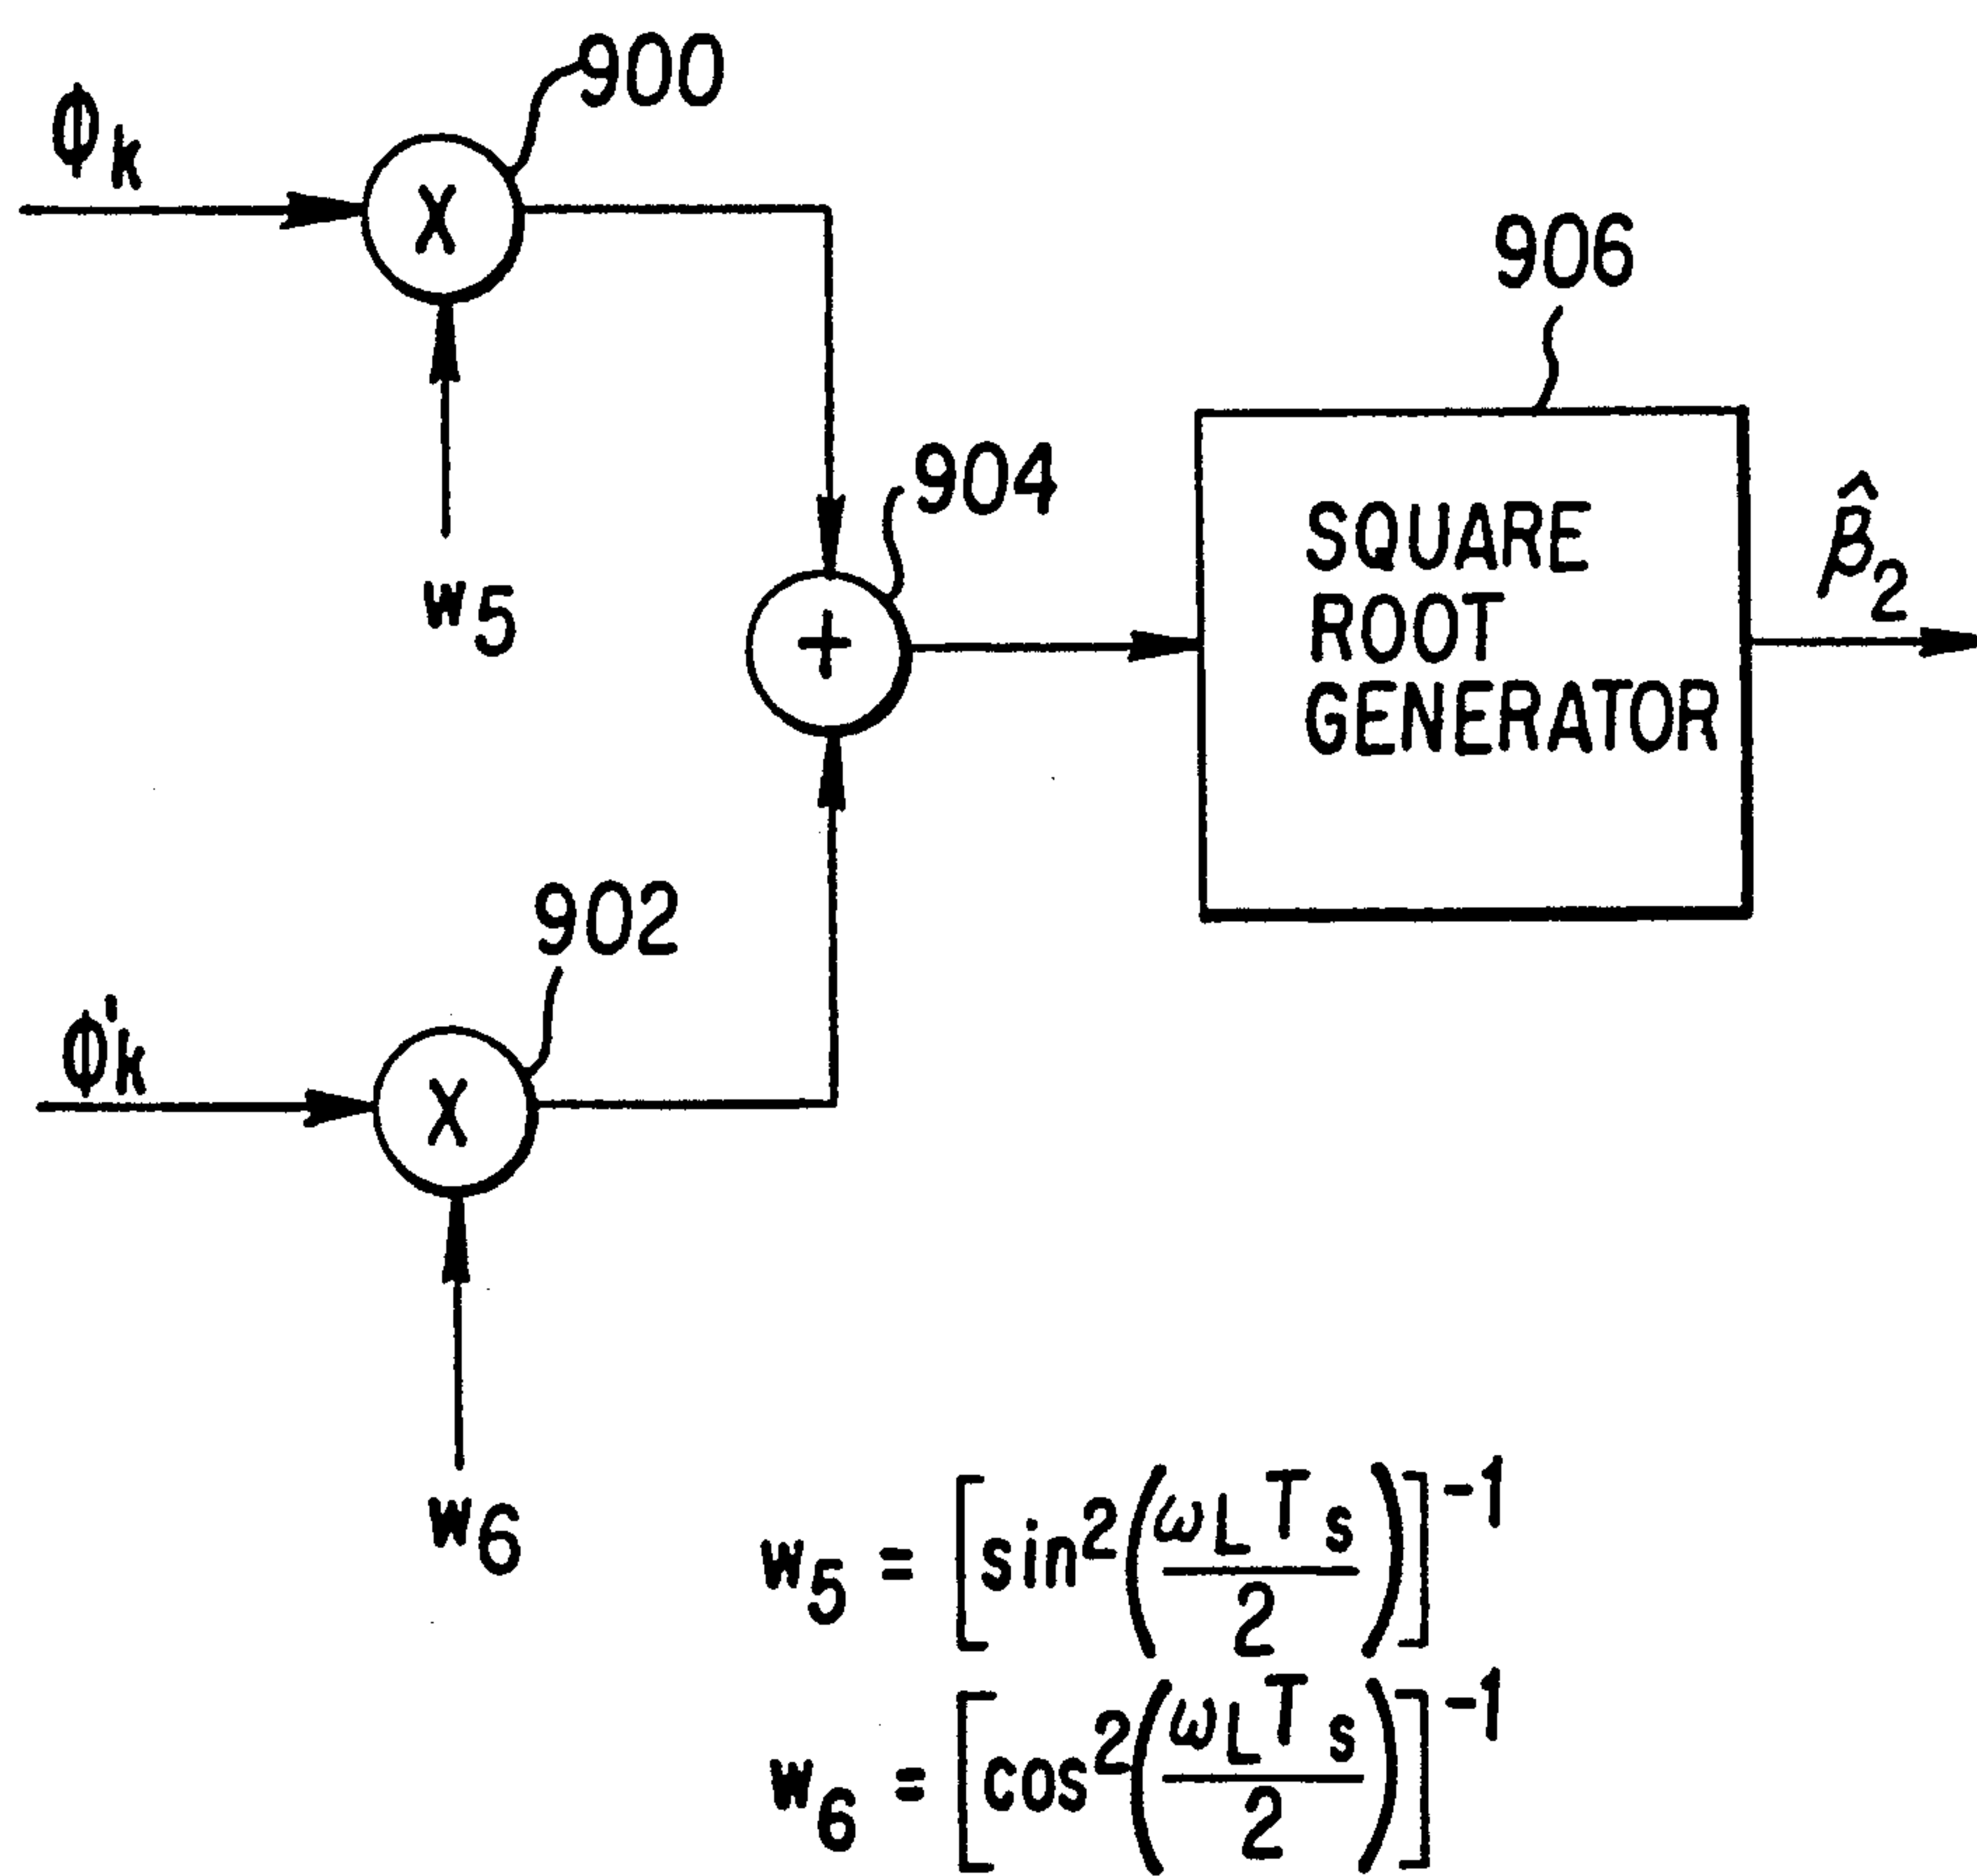 900
ϕk
X
906
w5
904
+
SQUARE
ROOT
GENERATOR
β̂2
902
ϕ'k
X
w6
w5 = [sin²(ωLTs/2)]⁻¹
w6 = [cos²(ωLTs/2)]⁻¹